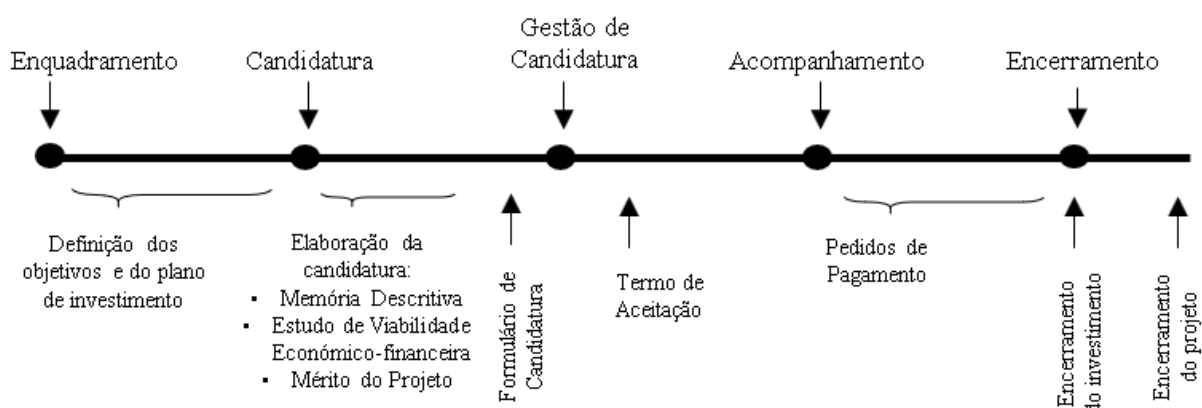 Enquadramento
Candidatura
Gestão de
Candidatura
Acompanhamento
Encerramento
Definição dos
objetivos e do plano
de investimento
Elaboração da
candidatura:
▪ Memória Descritiva
▪ Estudo de Viabilidade
Económico-financeira
▪ Mérito do Projeto
Formulário de
Candidatura
Termo de
Aceitação
Pedidos de
Pagamento
Encerramento
do investimento
Encerramento
do projeto